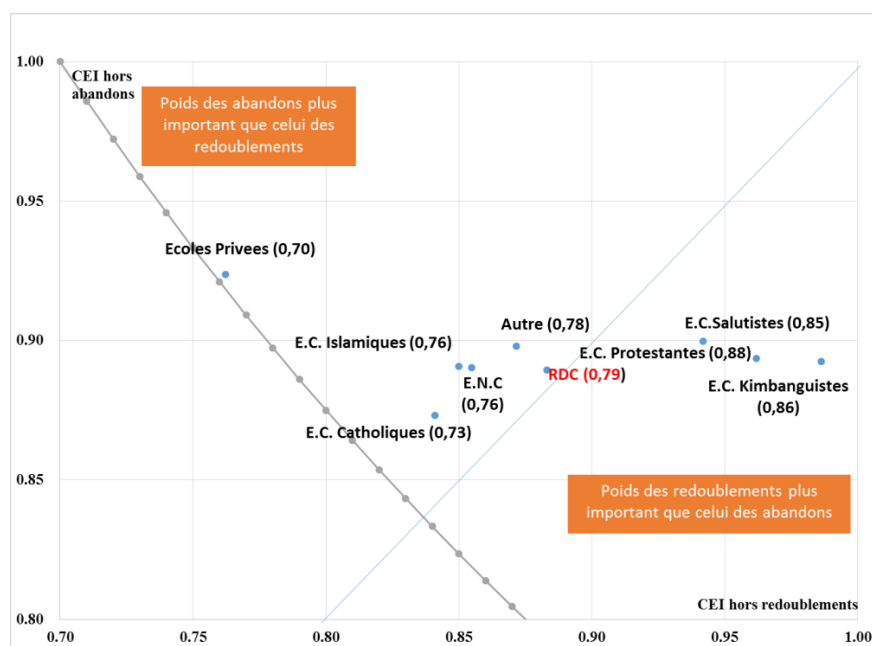 1.00
CEI hors
abandons
Poids des abandons plus
important que celui des
redoublements
0.95
Ecoles Privees (0,70)
0.90
Autre (0,78)
E.C.Salutistes (0,85)
E.C. Islamiques (0,76)
E.C. Protestantes (0,88)
E.N.C
(0,76)
RDC (0,79)
E.C. Kimbanguistes
(0,86)
E.C. Catholiques (0,73)
0.85
Poids des redoublements plus
important que celui des abandons
CEI hors redoublements
0.80
0.70
0.75
0.80
0.85
0.90
0.95
1.00